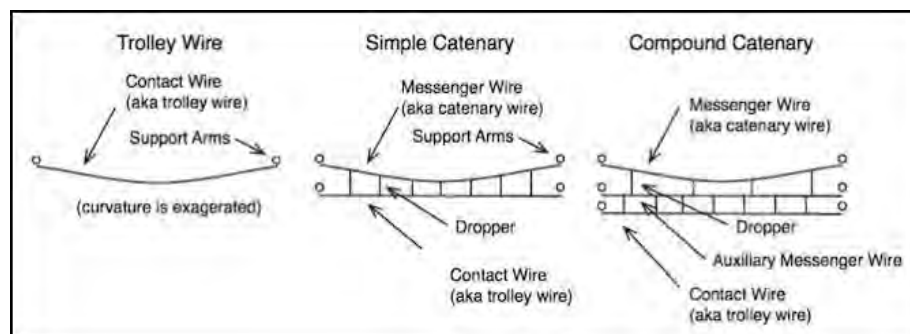 Trolley Wire
Contact Wire
(aka trolley wire)
Support Arms
(curvature is exagerated)
Simple Catenary
Messenger Wire
(aka catenary wire)
Support Arms
Dropper
Contact Wire
(aka trolley wire)
Compound Catenary
Messenger Wire
(aka catenary wire)
Dropper
Auxiliary Messenger Wire
Contact Wire
(aka trolley wire)